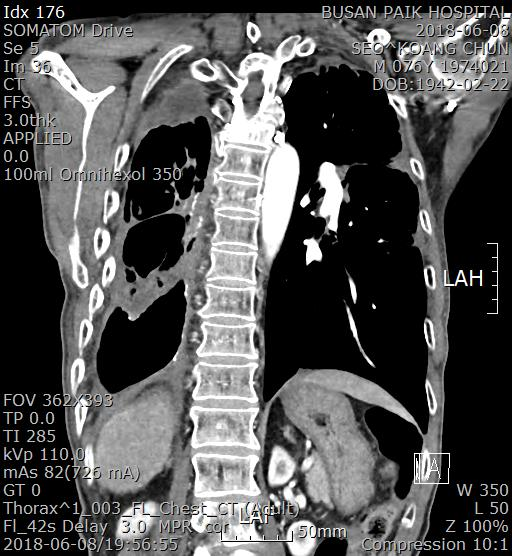 Idx 176
BUSAN PAIK HOSPITAL
SOMATOM Drive
2018-06-08
Se 5
SEO^KOANG CHUN
Im 36
M 076Y 1974021
CT
DOB:1942-02-22
FFS
3.0thk
APPLIED
0.0
100ml Omnihexol 350
LAH
FOV 362X393
TP 0.0
TI 285
kVp 110.0
A
mAs 82(726 mA)
GT 0
W 350
Thorax^1_003_FL_Chest_CT (Adult)
L 50
LAF
Fl_42s Delay 3.0 MPR cor
50mm
Z 100%
2018-06-08/19:56:55
Compression 10:1